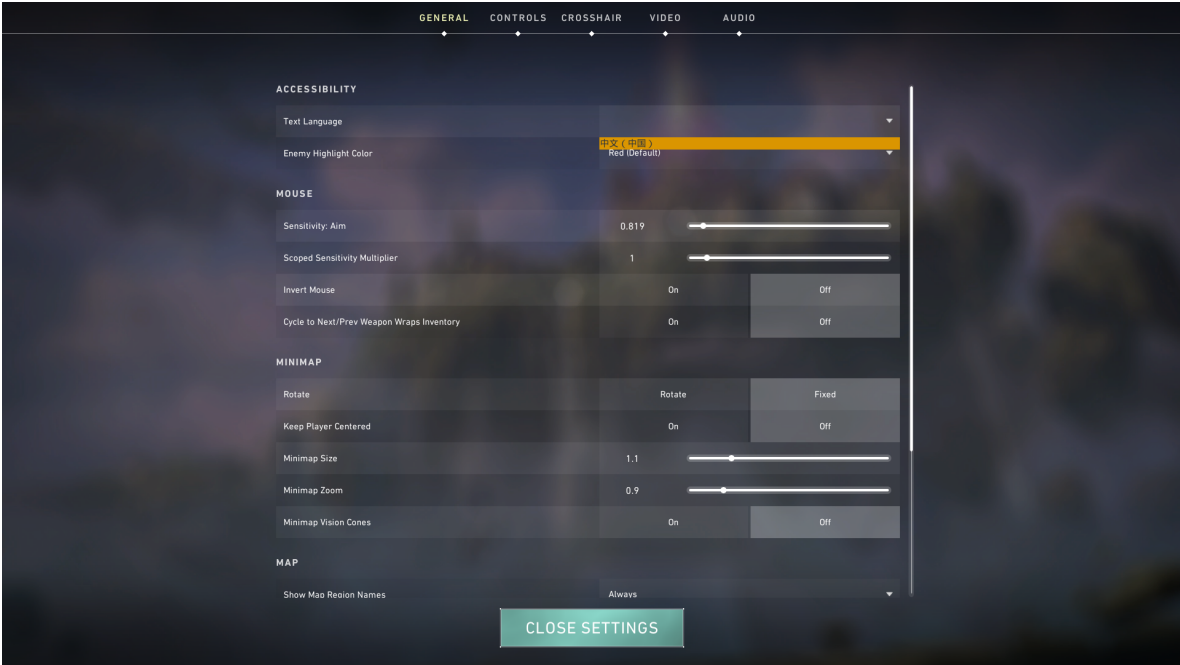 GENERAL CONTROLS CROSSHAIR VIDEO AUDIO
ACCESSIBILITY
Text Language
中文（中国）
Enemy Highlight Color Red (Default)
MOUSE
Sensitivity: Aim 0.819
Scoped Sensitivity Multiplier 1
Invert Mouse On Off
Cycle to Next/Prev Weapon Wraps Inventory On Off
MINIMAP
Rotate Rotate Fixed
Keep Player Centered On Off
Minimap Size 1.1
Minimap Zoom 0.9
Minimap Vision Cones On Off
MAP
Show Map Region Names Always
CLOSE SETTINGS